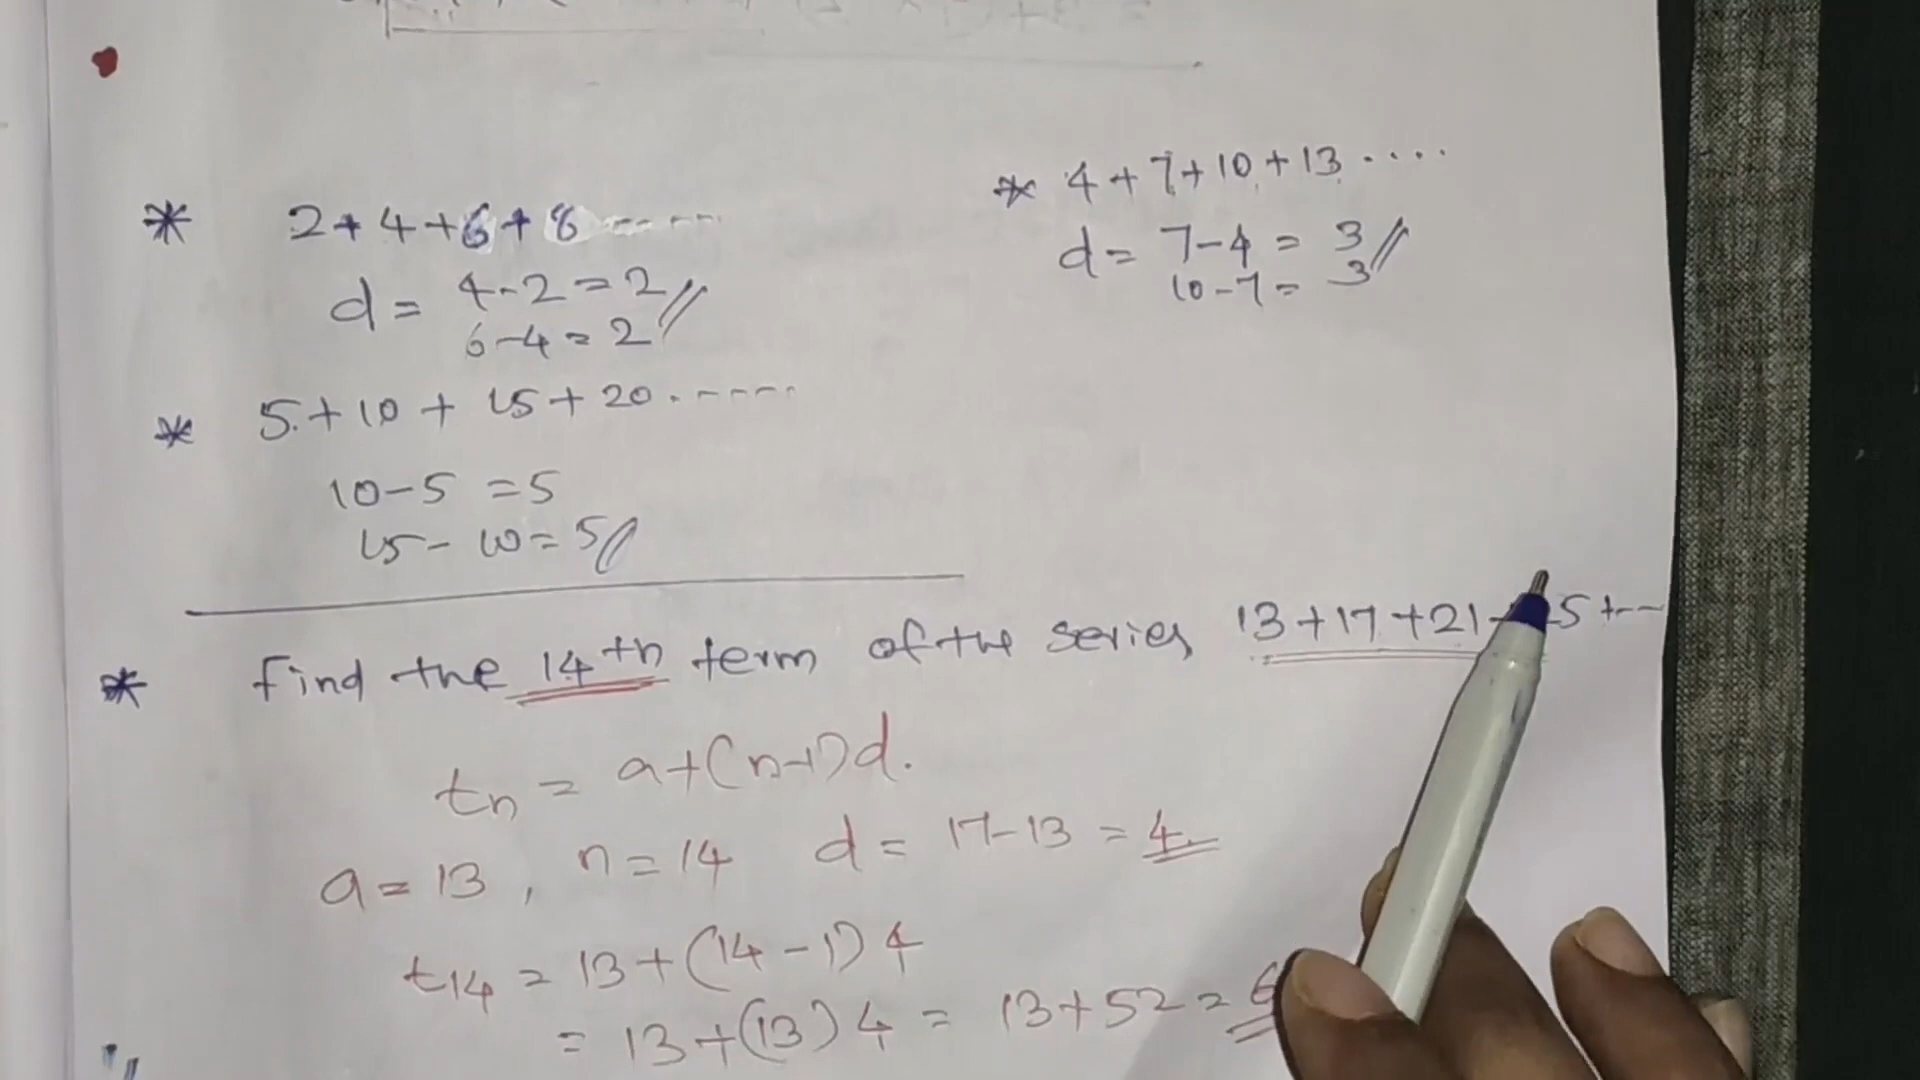 * 2+4+6+8-----
d= 4-2=2
6-4=2//
* 5+10+15+20.-----
10-5=5
15-10=5//
* 4+7+10+13....
d= 7-4= 3//
10-7= 3
* Find the 14th term of the series 13+17+21+ 5+--
tn = a+(n-1)d.
a=13, n=14 d= 17-13=4
t14 = 13+(14-1)4
= 13+(13)4 = 13+52=6